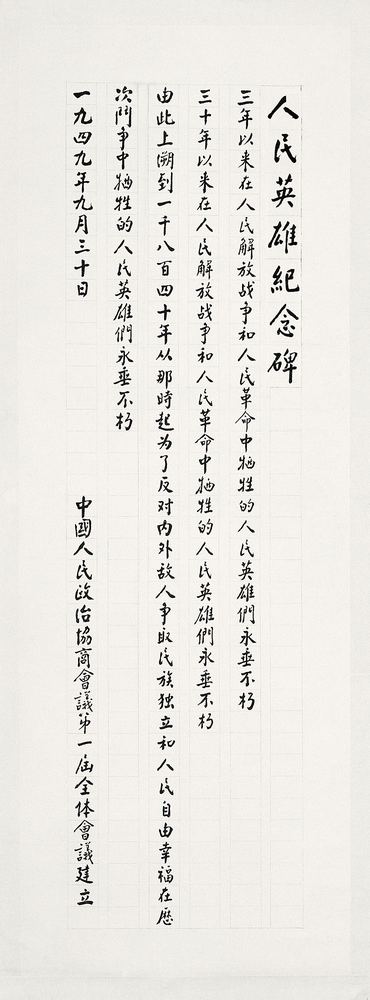 人民英雄紀念碑
三年以来在人民解放战争和人民革命中牺牲的人民英雄們永垂不朽
三十年以来在人民解放战争和人民革命中牺牲的人民英雄們永垂不朽
由此上溯到一千八百四十年从那時起为了反对内外敌人争取民族独立和人民自由幸福在歷
次鬥争中牺牲的人民英雄們永垂不朽
一九四九年九月三十日
中國人民政治協商會議第一屆全体會議建立